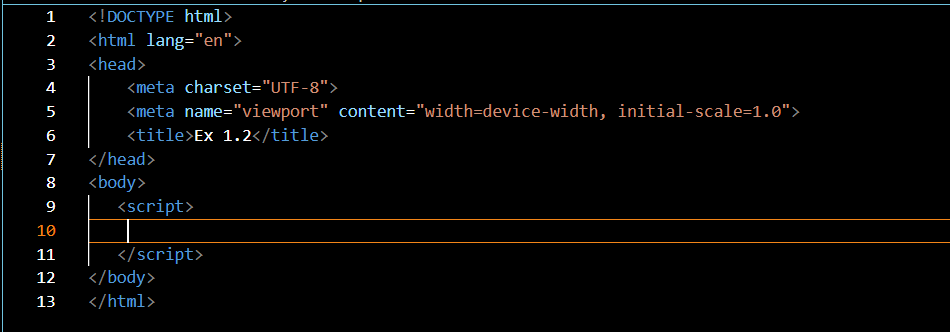 1 <!DOCTYPE html>
2 <html lang="en">
3 <head>
4 <meta charset="UTF-8">
5 <meta name="viewport" content="width=device-width, initial-scale=1.0">
6 <title>Ex 1.2</title>
7 </head>
8 <body>
9 <script>
10
11 </script>
12 </body>
13 </html>